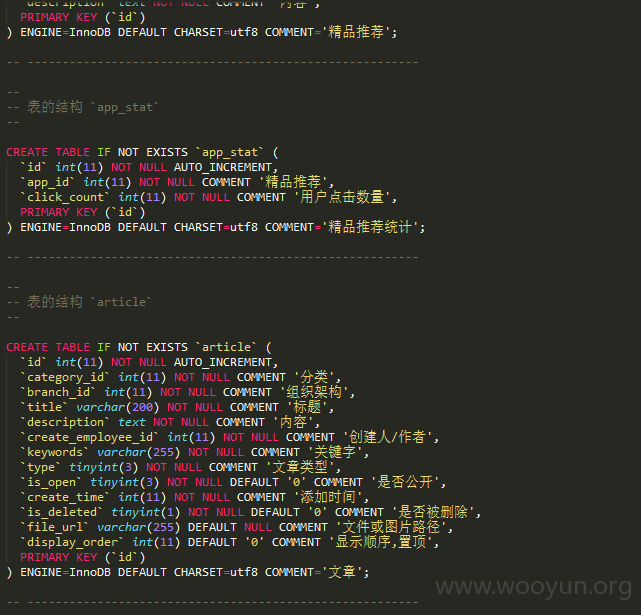 `description` text NOT NULL COMMENT '内容',
PRIMARY KEY (`id`)
) ENGINE=InnoDB DEFAULT CHARSET=utf8 COMMENT='精品推荐';
-- --------------------------------------------------------
--
-- 表的结构 `app_stat`
--
CREATE TABLE IF NOT EXISTS `app_stat` (
`id` int(11) NOT NULL AUTO_INCREMENT,
`app_id` int(11) NOT NULL COMMENT '精品推荐',
`click_count` int(11) NOT NULL COMMENT '用户点击数量',
PRIMARY KEY (`id`)
) ENGINE=InnoDB DEFAULT CHARSET=utf8 COMMENT='精品推荐统计';
-- --------------------------------------------------------
--
-- 表的结构 `article`
--
CREATE TABLE IF NOT EXISTS `article` (
`id` int(11) NOT NULL AUTO_INCREMENT,
`category_id` int(11) NOT NULL COMMENT '分类',
`branch_id` int(11) NOT NULL COMMENT '组织架构',
`title` varchar(200) NOT NULL COMMENT '标题',
`description` text NOT NULL COMMENT '内容',
`create_employee_id` int(11) NOT NULL COMMENT '创建人/作者',
`keywords` varchar(255) NOT NULL COMMENT '关键字',
`type` tinyint(3) NOT NULL COMMENT '文章类型',
`is_open` tinyint(3) NOT NULL DEFAULT '0' COMMENT '是否公开',
`create_time` int(11) NOT NULL COMMENT '添加时间',
`is_deleted` tinyint(1) NOT NULL DEFAULT '0' COMMENT '是否被删除',
`file_url` varchar(255) DEFAULT NULL COMMENT '文件或图片路径',
`display_order` int(11) DEFAULT '0' COMMENT '显示顺序,置顶',
PRIMARY KEY (`id`)
) ENGINE=InnoDB DEFAULT CHARSET=utf8 COMMENT='文章';
www.wooyun.org
-- --------------------------------------------------------